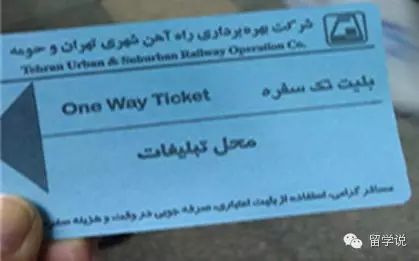 شرکت بهره برداری راه آهن شهری تهران و حومه
Tehran Urban & Suburban Railway Operation Co.
One Way Ticket
بلیت تک سفره
محل تبلیغات
مسافر گرامی، استفاده از بلیت اعتباری، صرفه جویی در وقت و هزینه
留学说